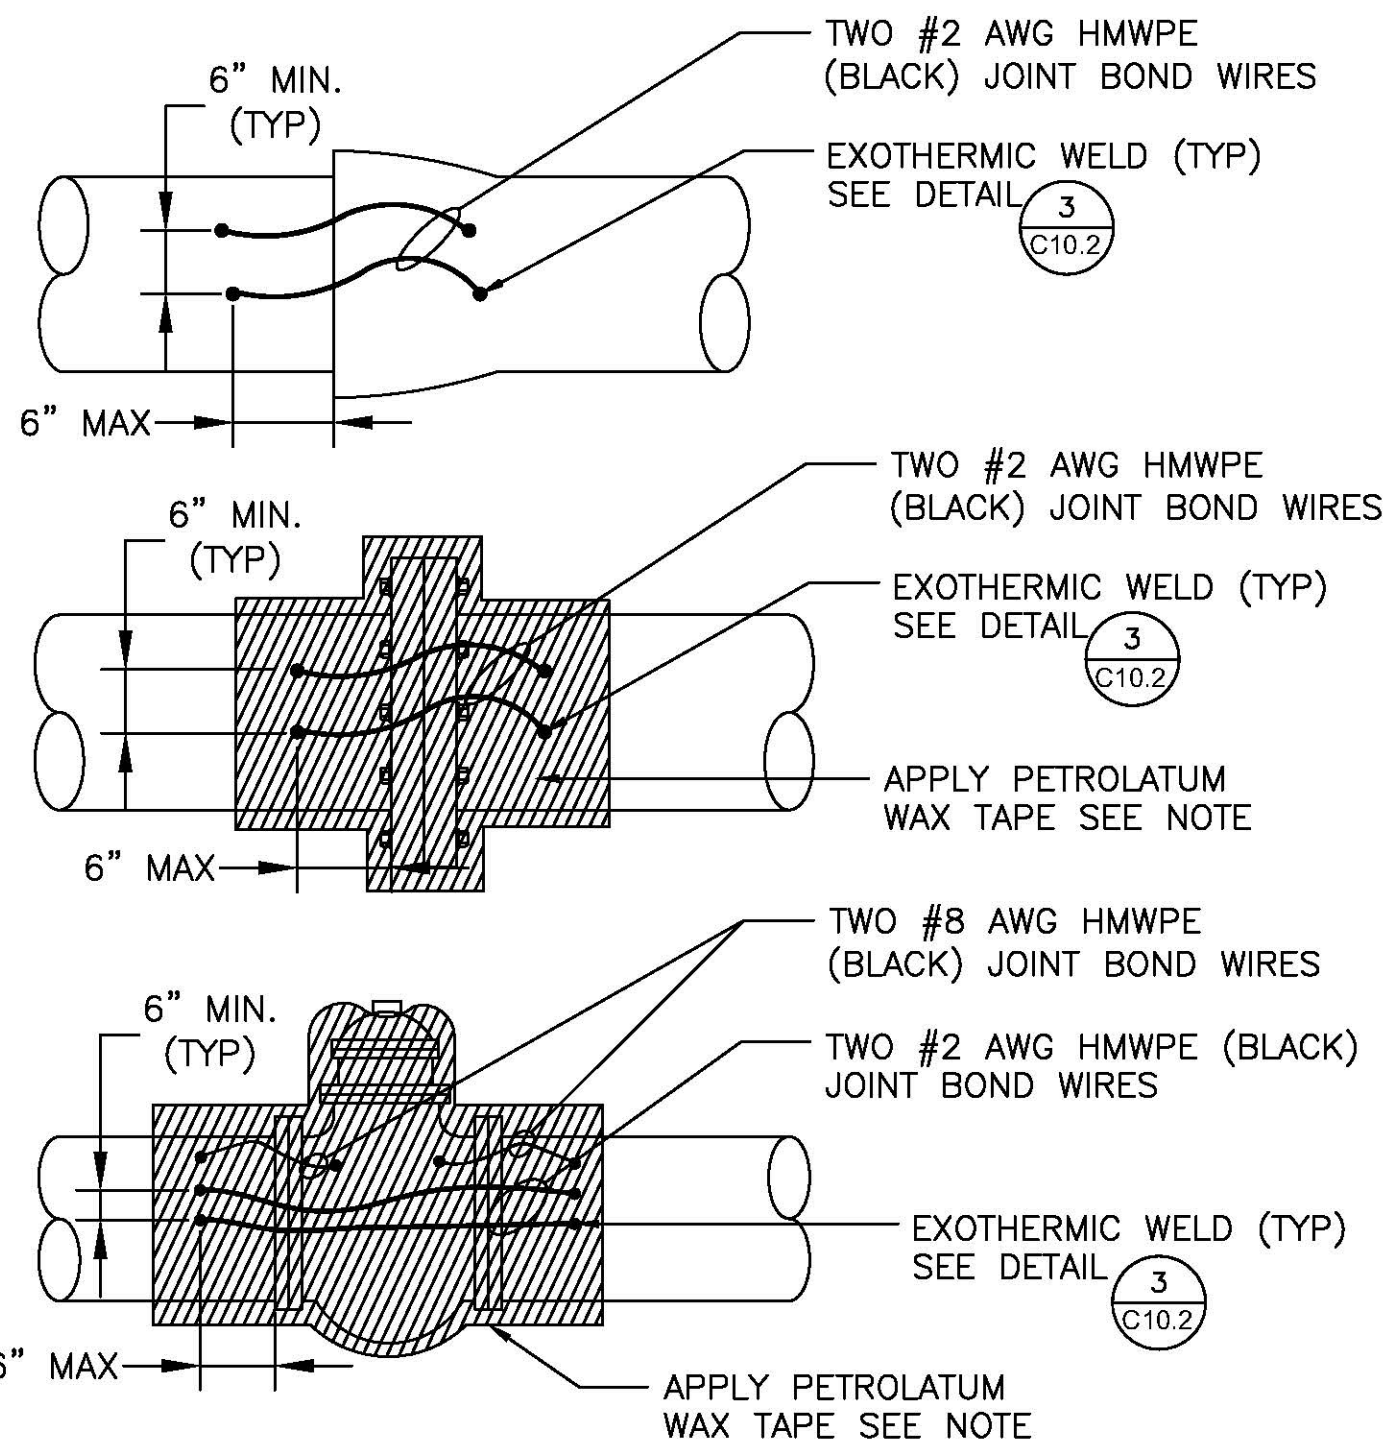 TWO #2 AWG HMWPE
(BLACK) JOINT BOND WIRES
6” MIN.
(TYP)
EXOTHERMIC WELD (TYP)
SEE DETAIL
3
C10.2
6” MAX
TWO #2 AWG HMWPE
(BLACK) JOINT BOND WIRES
6” MIN.
(TYP)
EXOTHERMIC WELD (TYP)
SEE DETAIL
3
C10.2
APPLY PETROLATUM
WAX TAPE SEE NOTE
6” MAX
TWO #8 AWG HMWPE
(BLACK) JOINT BOND WIRES
6” MIN.
(TYP)
TWO #2 AWG HMWPE (BLACK)
JOINT BOND WIRES
EXOTHERMIC WELD (TYP)
SEE DETAIL
3
C10.2
6” MAX
APPLY PETROLATUM
WAX TAPE SEE NOTE